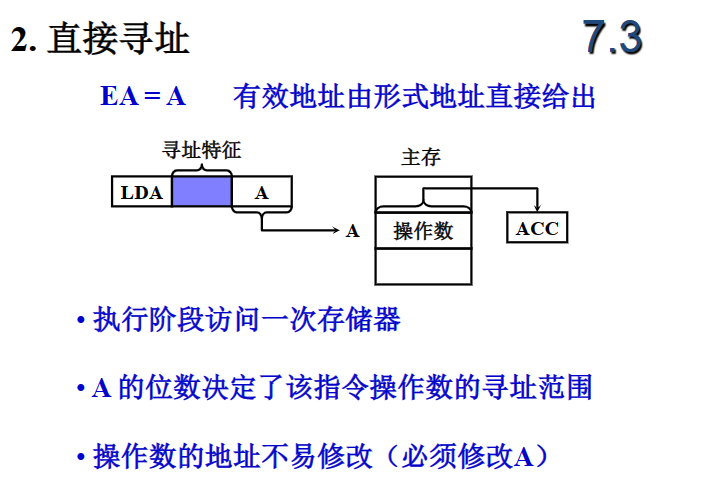 2. 直接寻址
7.3
EA = A 有效地址由形式地址直接给出
寻址特征
主存
LDA
A
A
操作数
ACC
• 执行阶段访问一次存储器
• A 的位数决定了该指令操作数的寻址范围
• 操作数的地址不易修改（必须修改A）